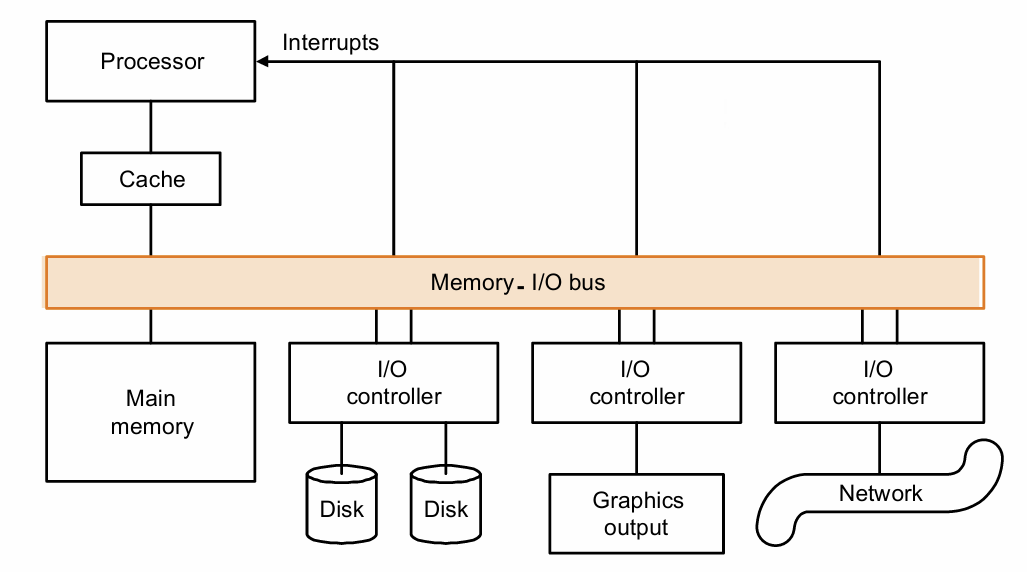 Interrupts
Processor
Cache
Memory - I/O bus
Main
memory
I/O
controller
I/O
controller
I/O
controller
Disk
Disk
Graphics
output
Network